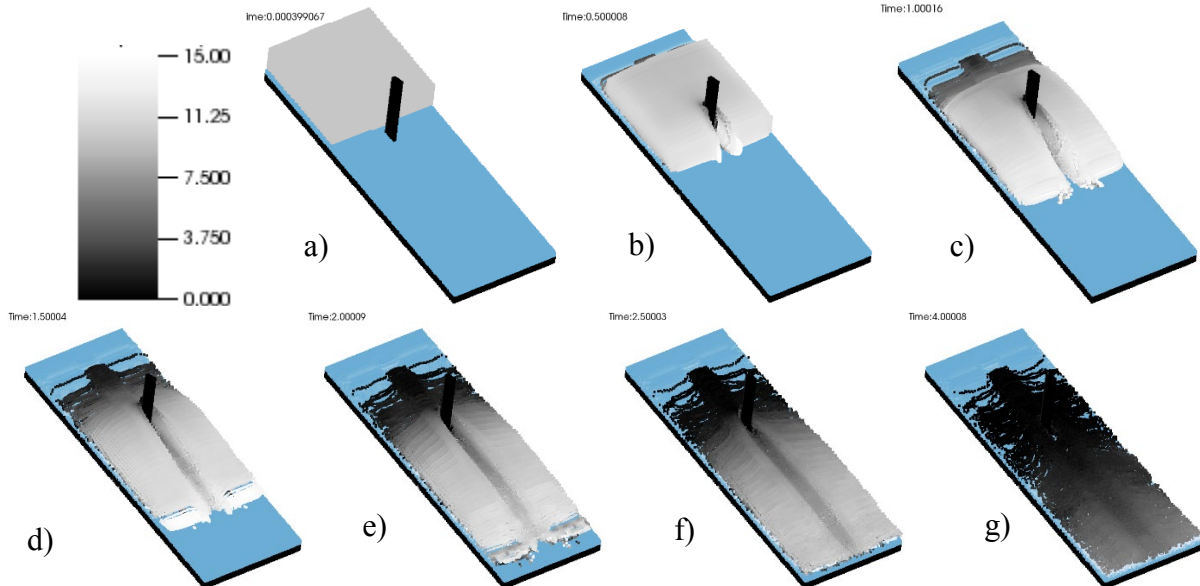 ime:0.000399067
Time:0.500008
Time:1.00016
15.00
11.25
7.500
3.750
0.000
a)
b)
c)
Time:1.50004
Time:2.00009
Time:2.50003
Time:4.00008
d)
e)
f)
g)